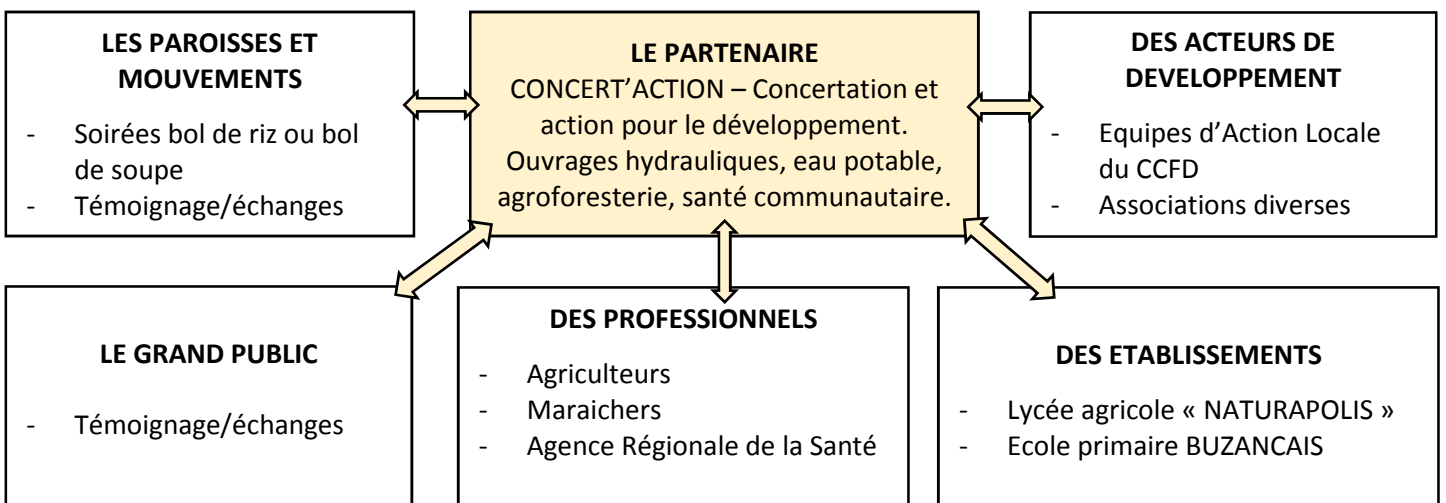 LES PAROISSES ET
MOUVEMENTS
- Soirées bol de riz ou bol
de soupe
- Témoignage/échanges
LE PARTENAIRE
CONCERT’ACTION – Concertation et
action pour le développement.
Ouvrages hydrauliques, eau potable,
agroforesterie, santé communautaire.
DES ACTEURS DE
DEVELOPPEMENT
- Equipes d’Action Locale
du CCFD
- Associations diverses
LE GRAND PUBLIC
- Témoignage/échanges
DES PROFESSIONNELS
- Agriculteurs
- Maraichers
- Agence Régionale de la Santé
DES ETABLISSEMENTS
- Lycée agricole « NATURAPOLIS »
- Ecole primaire BUZANCAIS